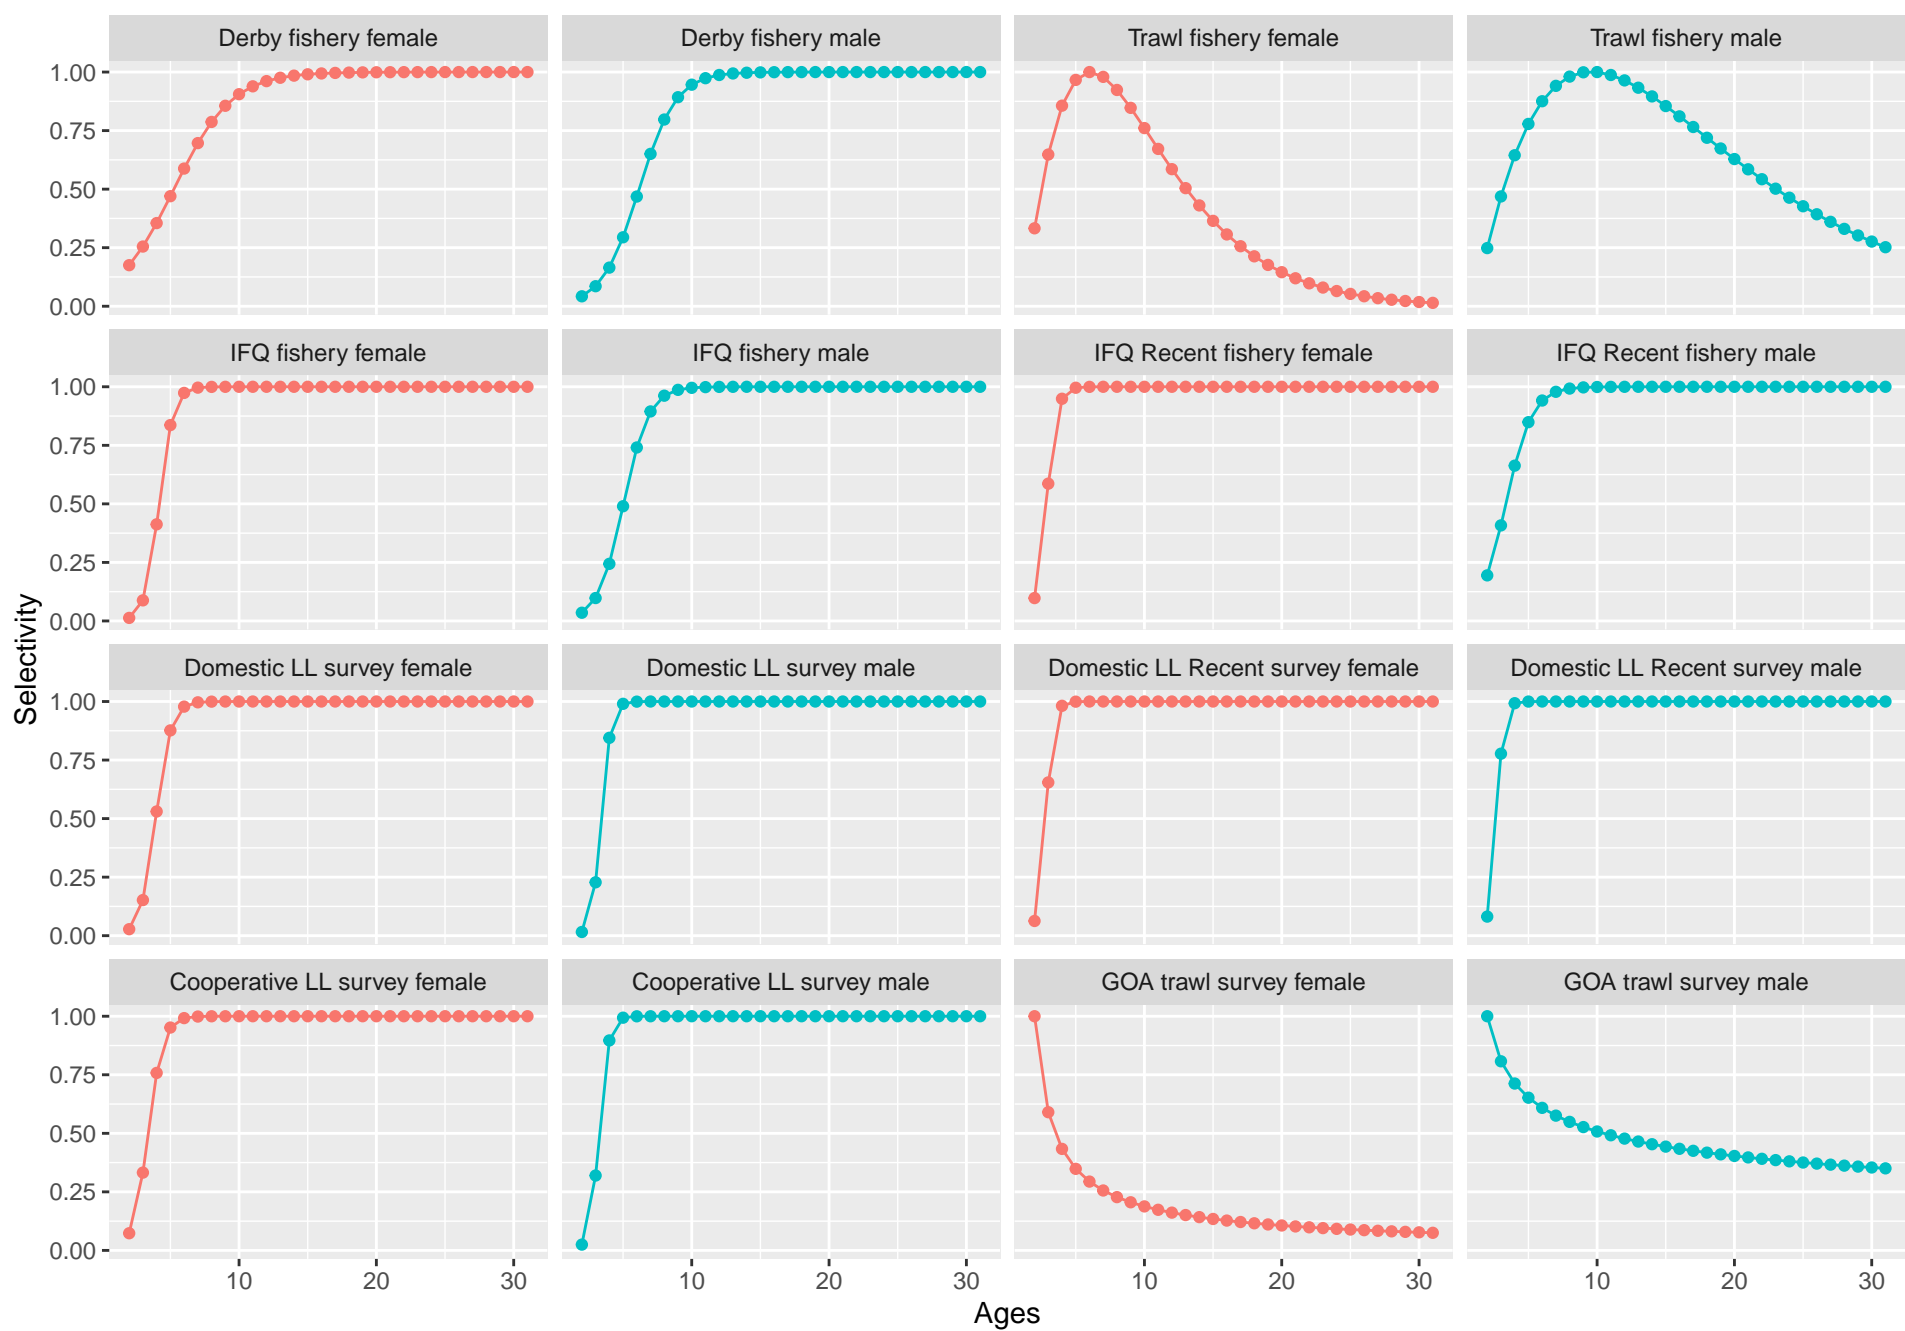 Derby fishery female
Derby fishery male
Trawl fishery female
Trawl fishery male
1.00
0.75
0.50
0.25
0.00
IFQ fishery female
IFQ fishery male
IFQ Recent fishery female
IFQ Recent fishery male
1.00
0.75
0.50
0.25
0.00
Selectivity
Domestic LL survey female
Domestic LL survey male
Domestic LL Recent survey female
Domestic LL Recent survey male
1.00
0.75
0.50
0.25
0.00
Cooperative LL survey female
Cooperative LL survey male
GOA trawl survey female
GOA trawl survey male
1.00
0.75
0.50
0.25
0.00
10 20 30
10 20 30
10 20 30
10 20 30
Ages